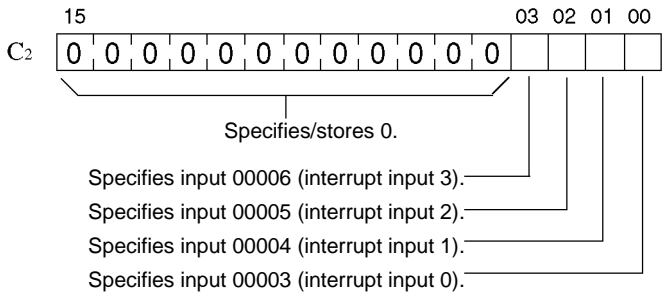 15 03 02 01 00
C2 0 0 0 0 0 0 0 0 0 0 0 0
Specifies/stores 0.
Specifies input 00006 (interrupt input 3).
Specifies input 00005 (interrupt input 2).
Specifies input 00004 (interrupt input 1).
Specifies input 00003 (interrupt input 0).